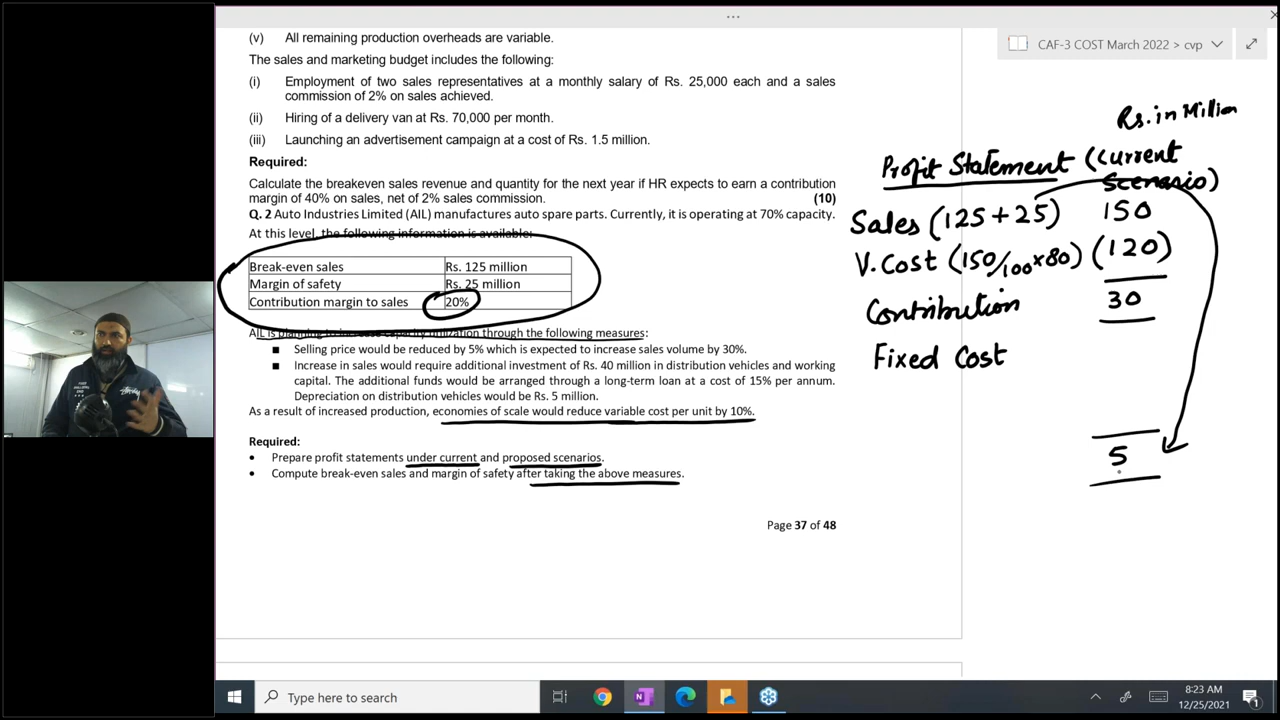 CAF-3 COST March 2022 > cvp
(v) All remaining production overheads are variable.
The sales and marketing budget includes the following:
(i) Employment of two sales representatives at a monthly salary of Rs. 25,000 each and a sales
commission of 2% on sales achieved.
(ii) Hiring of a delivery van at Rs. 70,000 per month.
(iii) Launching an advertisement campaign at a cost of Rs. 1.5 million.
Required:
Calculate the breakeven sales revenue and quantity for the next year if HR expects to earn a contribution
margin of 40% on sales, net of 2% sales commission. (10)
Q. 2 Auto Industries Limited (AIL) manufactures auto spare parts. Currently, it is operating at 70% capacity.
At this level, the following information is available:
Break-even sales Rs. 125 million
Margin of safety Rs. 25 million
Contribution margin to sales 20%
AIL is planning to increase capacity utilization through the following measures:
■ Selling price would be reduced by 5% which is expected to increase sales volume by 30%.
■ Increase in sales would require additional investment of Rs. 40 million in distribution vehicles and working
capital. The additional funds would be arranged through a long-term loan at a cost of 15% per annum.
Depreciation on distribution vehicles would be Rs. 5 million.
As a result of increased production, economies of scale would reduce variable cost per unit by 10%.
Required:
• Prepare profit statements under current and proposed scenarios.
• Compute break-even sales and margin of safety after taking the above measures.
Page 37 of 48
Rs. in Million
Profit Statement (Current
Scenario)
Sales (125+25) 150
V. Cost (150/100×80) (120)
Contribution 30
Fixed Cost
5
Type here to search
8:23 AM
12/25/2021
1